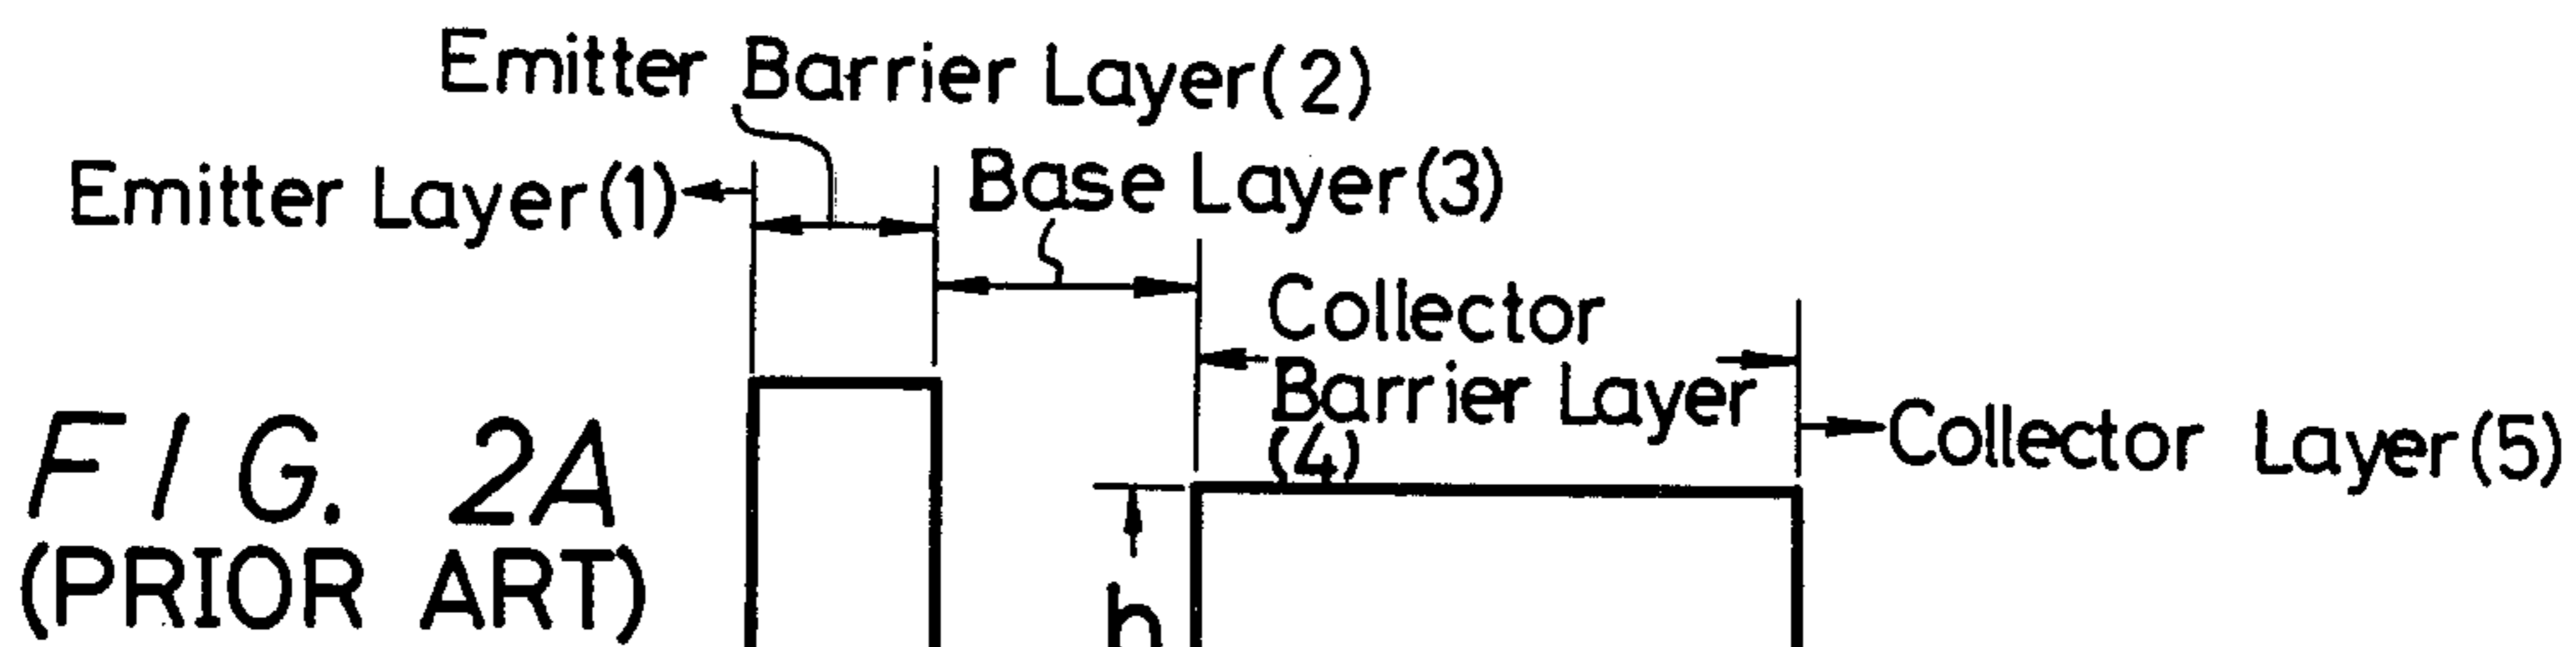 Emitter Barrier Layer(2)
Emitter Layer(1)
Base Layer(3)
Collector
Barrier Layer
(4)
Collector Layer(5)
FIG. 2A
(PRIOR ART)
h